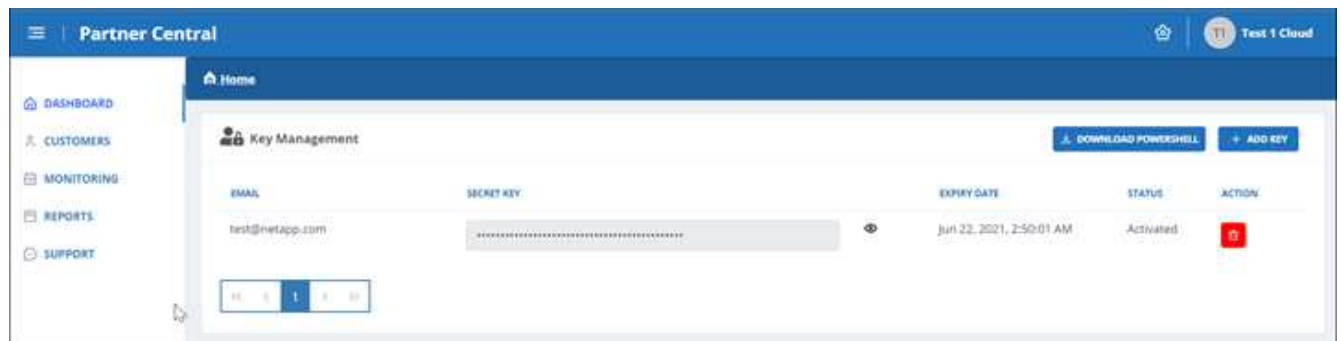 Partner Central
T1 Test 1 Cloud
Home
DASHBOARD
CUSTOMERS
MONITORING
REPORTS
SUPPORT
Key Management
DOWNLOAD POWERSHELL
+ ADD KEY
EMAIL SECRET KEY EXPIRY DATE STATUS ACTION
test@netapp.com Jun 22, 2021, 2:50:01 AM Activated
« ‹ 1 › »